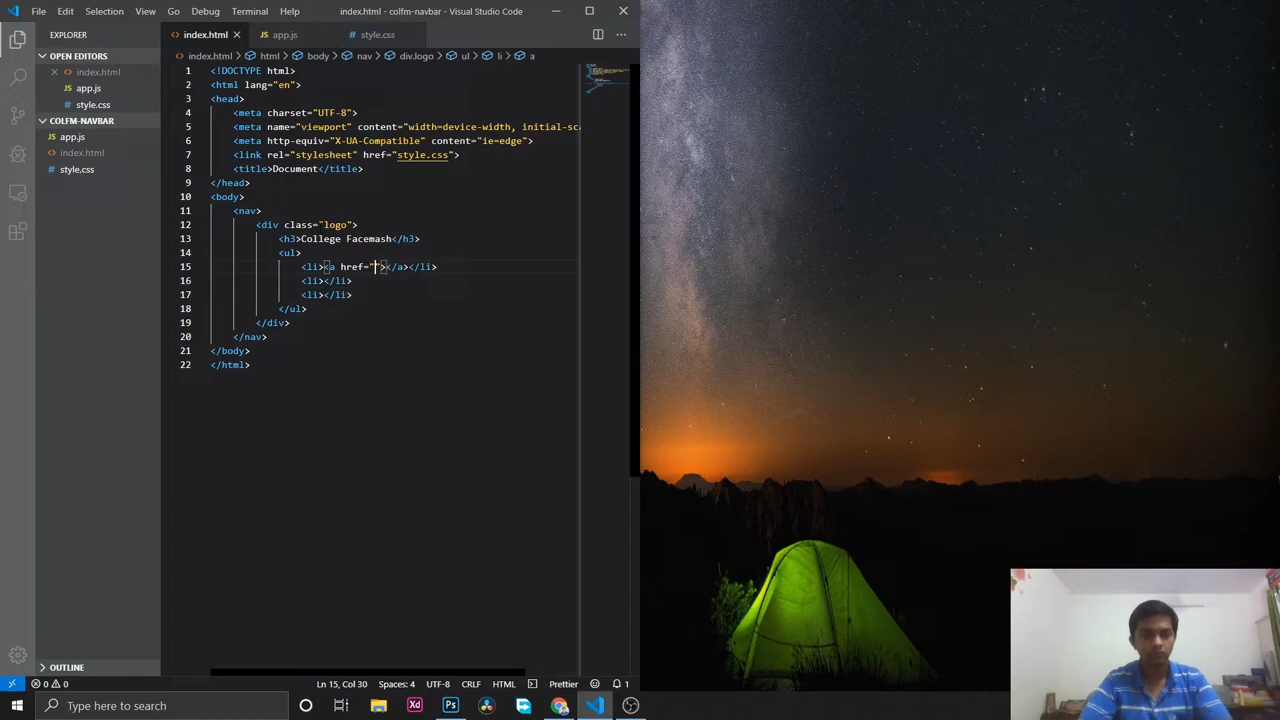 File Edit View Go Debug Terminal Help index.html - colfm-navbar - Visual Studio Code
EXPLORER
OPEN EDITORS
index.html
app.js
style.css
COLFM-NAVBAR
app.js
index.html
style.css
OUTLINE
index.html app.js style.css
index.html html body nav div.logo ul li a
1 <!DOCTYPE html>
2 <html lang="en">
3 <head>
4 <meta charset="UTF-8">
5 <meta name="viewport" content="width=device-width, initial-sca
6 <meta http-equiv="X-UA-Compatible" content="ie=edge">
7 <link rel="stylesheet" href="style.css">
8 <title>Document</title>
9 </head>
10 <body>
11 <nav>
12 <div class="logo">
13 <h3>College Facemash</h3>
14 <ul>
15 <li><a href=""></a></li>
16 <li></li>
17 <li></li>
18 </ul>
19 </div>
20 </nav>
21 </body>
22 </html>
0 0 Ln 15, Col 30 Spaces: 4 UTF-8 CRLF HTML Prettier 1
Type here to search Xd Ps